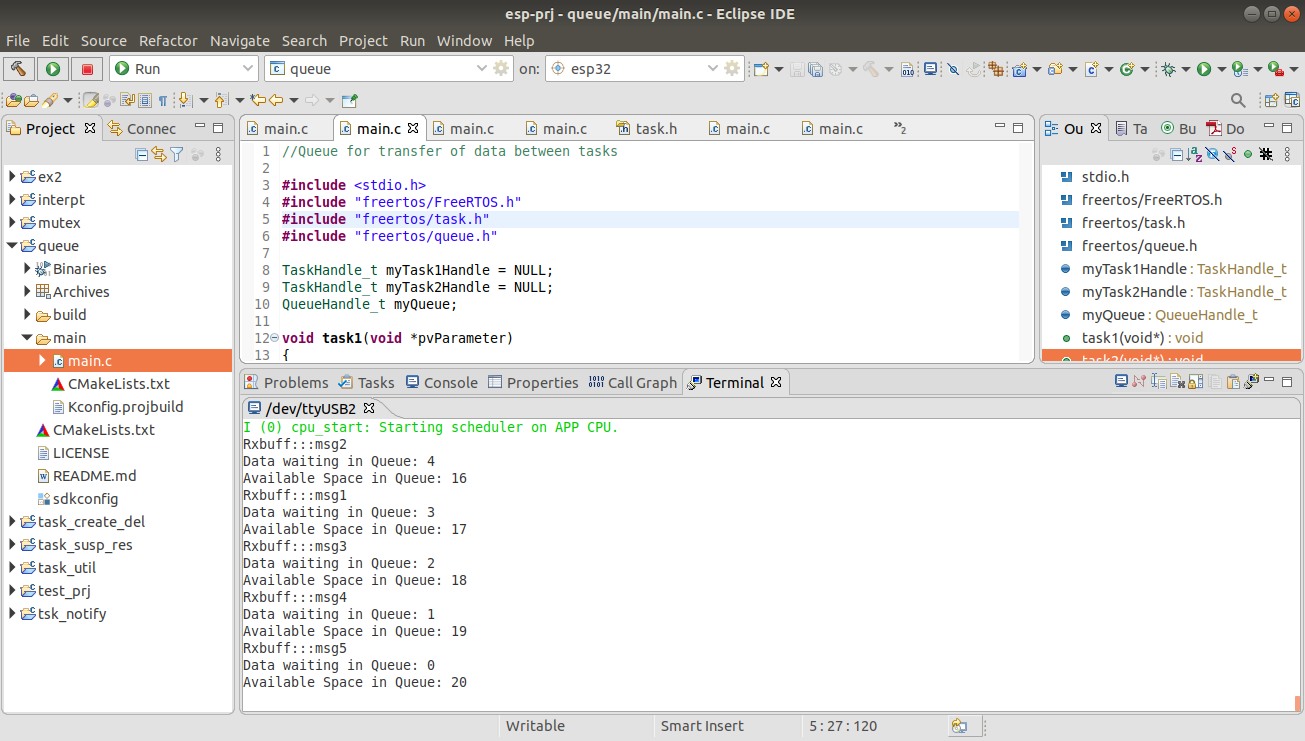 esp-prj - queue/main/main.c - Eclipse IDE
File Edit Source Refactor Navigate Search Project Run Window Help
Run queue on: esp32
Project Connec
ex2
interpt
mutex
queue
Binaries
Archives
build
main
main.c
CMakeLists.txt
Kconfig.projbuild
CMakeLists.txt
LICENSE
README.md
sdkconfig
task_create_del
task_susp_res
task_util
test_prj
tsk_notify
main.c main.c main.c main.c task.h main.c main.c »2
1 //Queue for transfer of data between tasks
2
3 #include <stdio.h>
4 #include "freertos/FreeRTOS.h"
5 #include "freertos/task.h"
6 #include "freertos/queue.h"
7
8 TaskHandle_t myTask1Handle = NULL;
9 TaskHandle_t myTask2Handle = NULL;
10 QueueHandle_t myQueue;
11
12 void task1(void *pvParameter)
13 {
Ou Ta Bu Do
stdio.h
freertos/FreeRTOS.h
freertos/task.h
freertos/queue.h
myTask1Handle : TaskHandle_t
myTask2Handle : TaskHandle_t
myQueue : QueueHandle_t
task1(void*) : void
task2(void*) : void
Problems Tasks Console Properties Call Graph Terminal
/dev/ttyUSB2
I (0) cpu_start: Starting scheduler on APP CPU.
Rxbuff:::msg2
Data waiting in Queue: 4
Available Space in Queue: 16
Rxbuff:::msg1
Data waiting in Queue: 3
Available Space in Queue: 17
Rxbuff:::msg3
Data waiting in Queue: 2
Available Space in Queue: 18
Rxbuff:::msg4
Data waiting in Queue: 1
Available Space in Queue: 19
Rxbuff:::msg5
Data waiting in Queue: 0
Available Space in Queue: 20
Writable Smart Insert 5 : 27 : 120